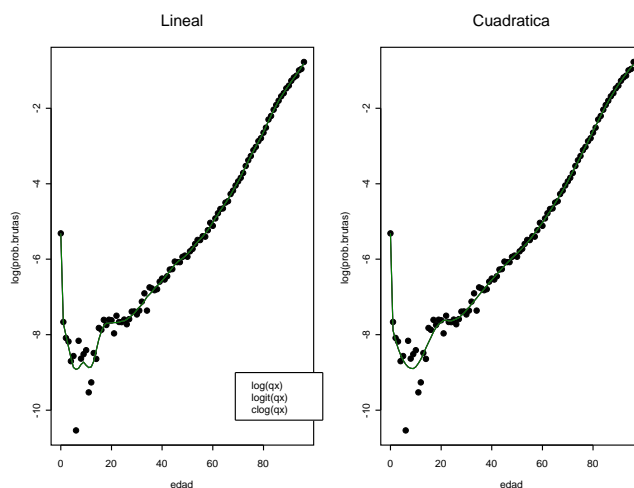 Lineal
Cuadratica
log(prob.brutas)
-2
-4
-6
-8
-10
log(qx)
logit(qx)
clog(qx)
0 20 40 60 80
edad
log(prob.brutas)
-2
-4
-6
-8
-10
0 20 40 60 80
edad